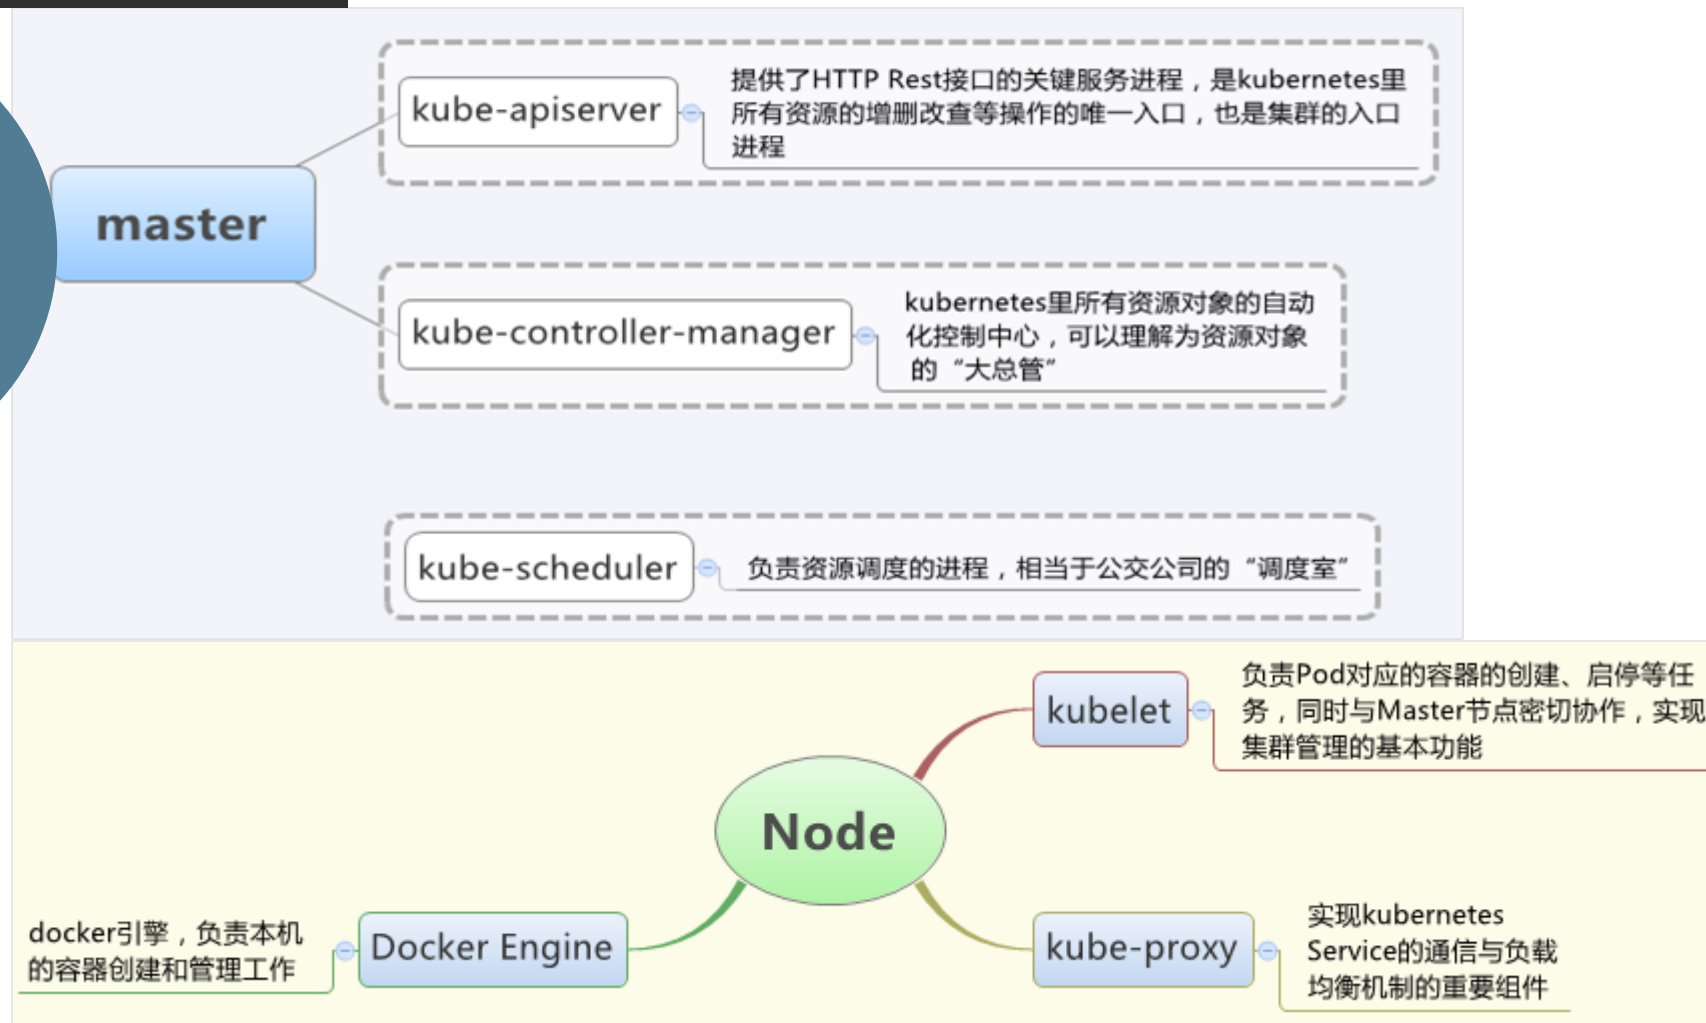 kube-apiserver
提供了HTTP Rest接口的关键服务进程，是kubernetes里
所有资源的增删改查等操作的唯一入口，也是集群的入口
进程
master
kube-controller-manager
kubernetes里所有资源对象的自动
化控制中心，可以理解为资源对象
的“大总管”
kube-scheduler
负责资源调度的进程，相当于公交公司的“调度室”
kubelet
负责Pod对应的容器的创建、启停等任
务，同时与Master节点密切协作，实现
集群管理的基本功能
Node
docker引擎，负责本机
的容器创建和管理工作
Docker Engine
kube-proxy
实现kubernetes
Service的通信与负载
均衡机制的重要组件